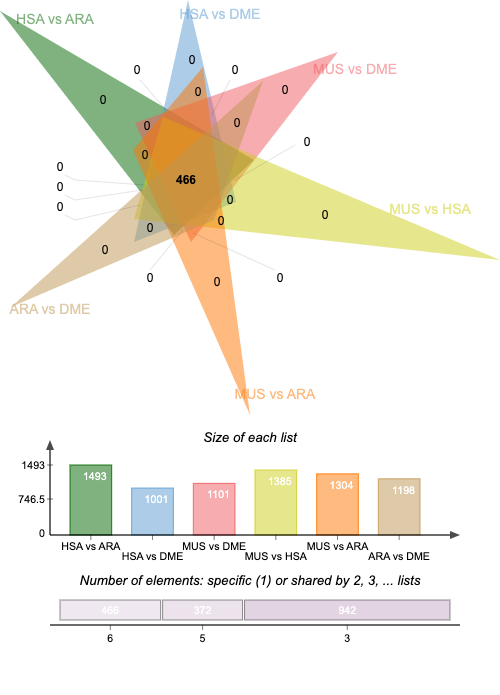 HSA vs ARA
HSA vs DME
MUS vs DME
MUS vs HSA
MUS vs ARA
ARA vs DME
0
0
0
0
0
0
0
0
0
0
0
0
0
0
466
0
0
0
0
0
0
0
Size of each list
1493
746.5
0
1493
1001
1101
1385
1304
1198
HSA vs ARA
HSA vs DME
MUS vs DME
MUS vs HSA
MUS vs ARA
ARA vs DME
Number of elements: specific (1) or shared by 2, 3, ... lists
466
372
942
6
5
3